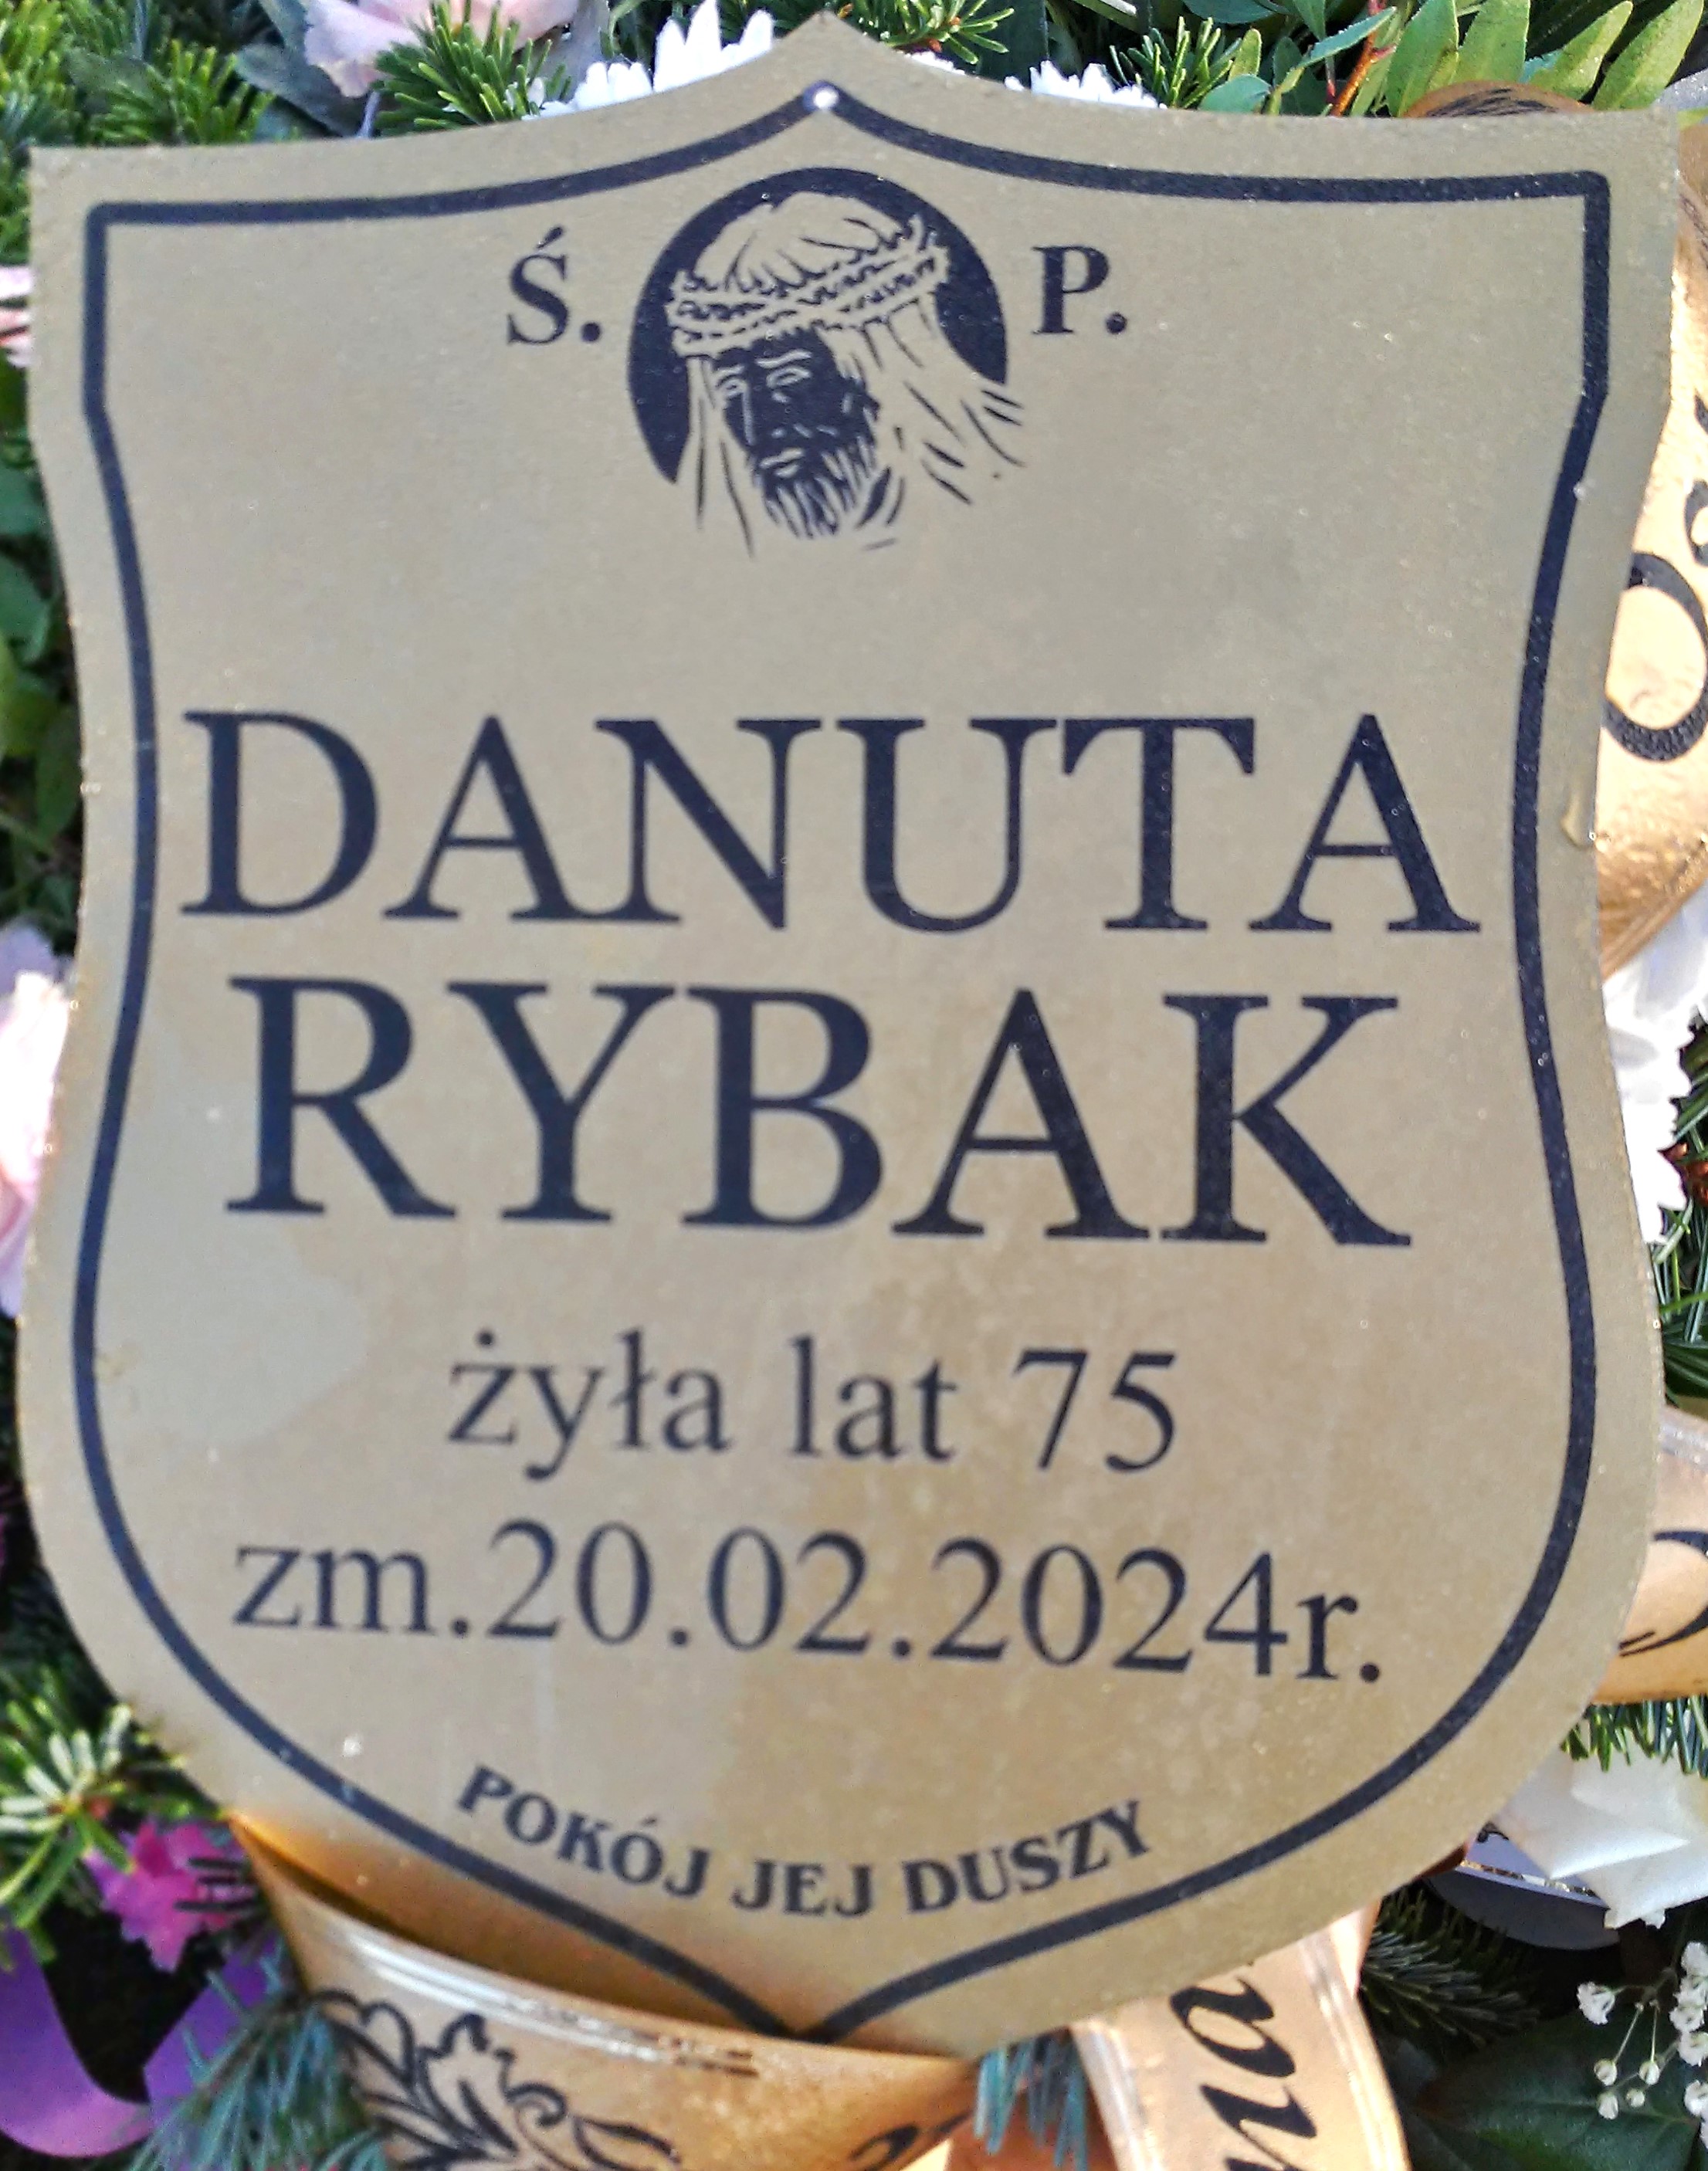 Ś. P.
DANUTA
RYBAK
żyła lat 75
zm.20.02.2024r.
POKÓJ JEJ DUSZY